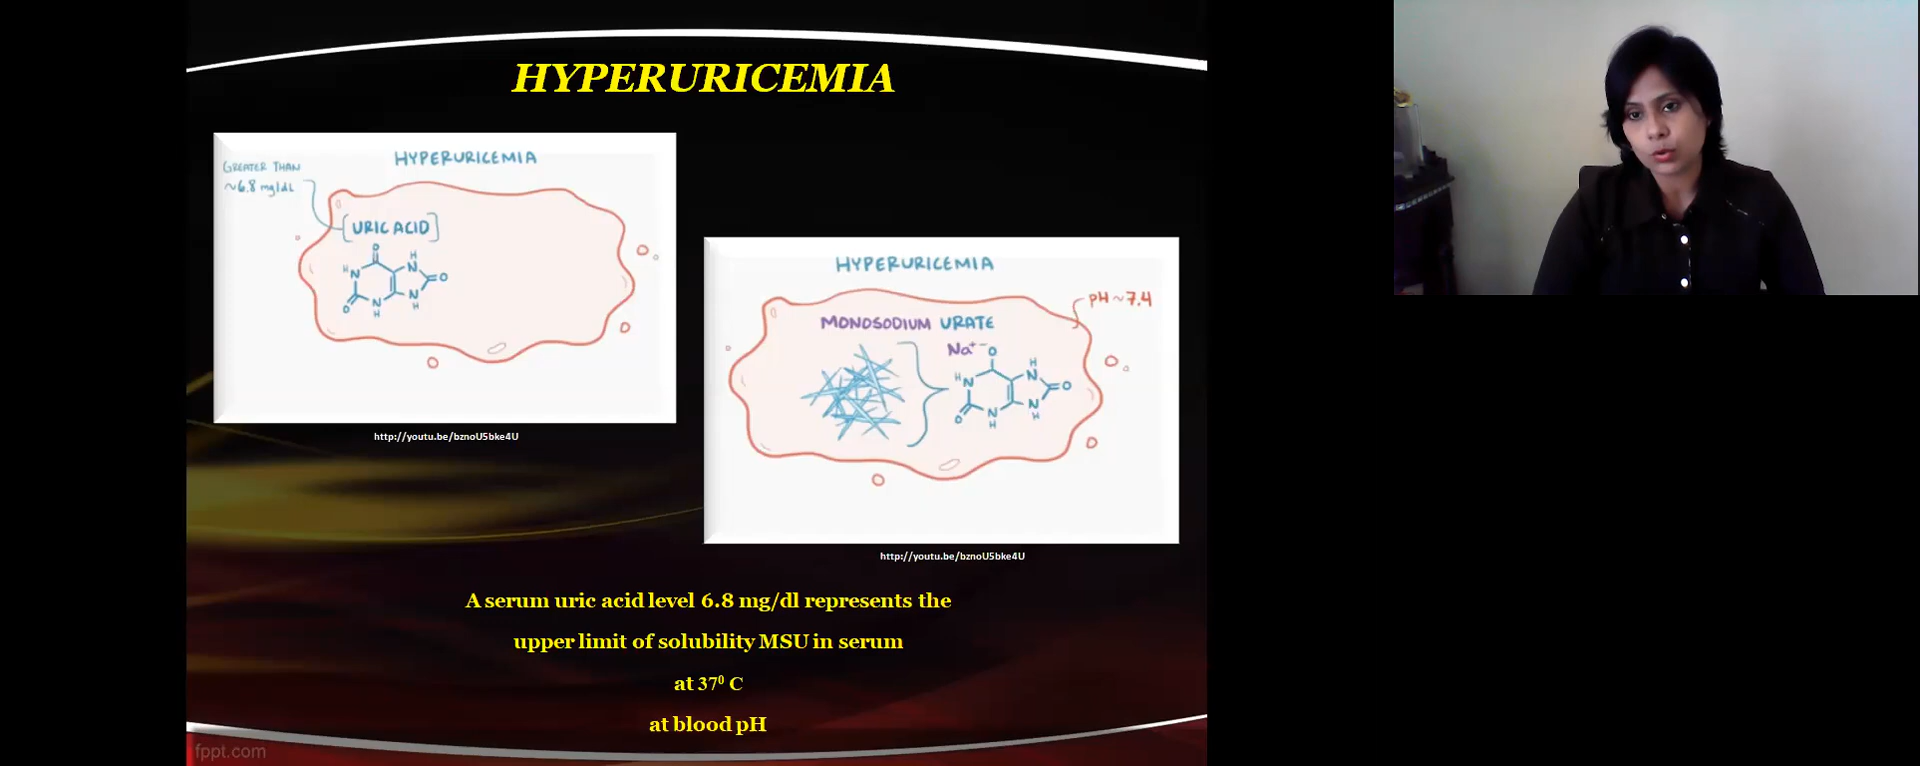 HYPERURICEMIA
HYPERURICEMIA
GREATER THAN
~6.8 mg/dL
[URIC ACID]
O
H
H
N
N
O
O
N
N
H
H
http://youtu.be/bznoU5bke4U
HYPERURICEMIA
pH~7.4
MONOSODIUM URATE
Na⁺ ⁻O
H
H
N
N
O
O
N
N
H
H
http://youtu.be/bznoU5bke4U
A serum uric acid level 6.8 mg/dl represents the
upper limit of solubility MSU in serum
at 37⁰ C
at blood pH
fppt.com